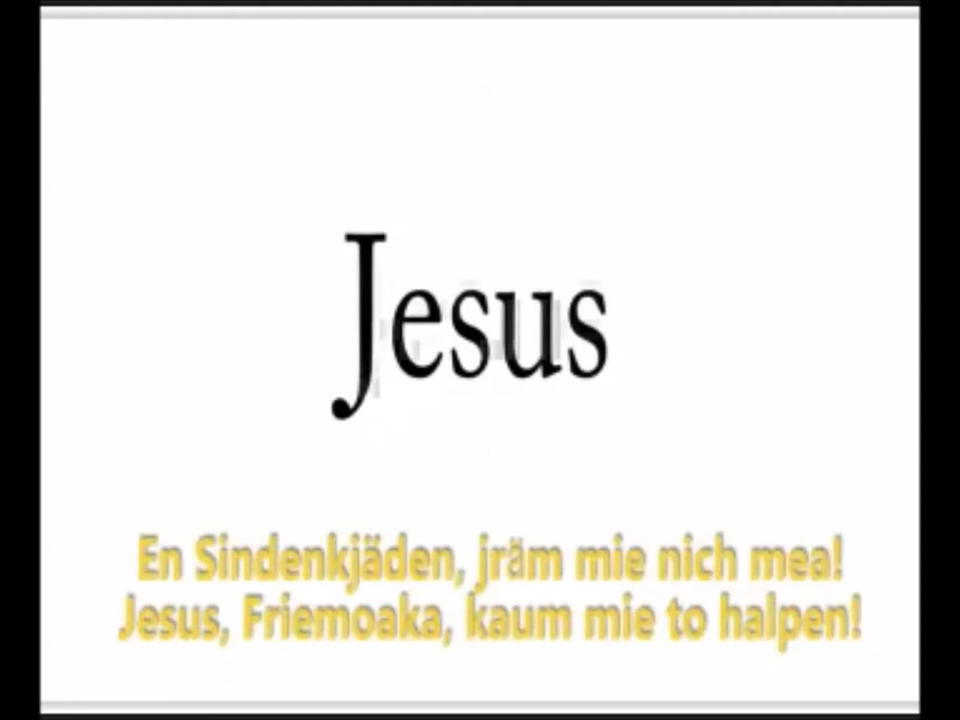 Jesus
En Sindenkjäden, jräm mie nich mea!
Jesus, Friemoaka, kaum mie to halpen!